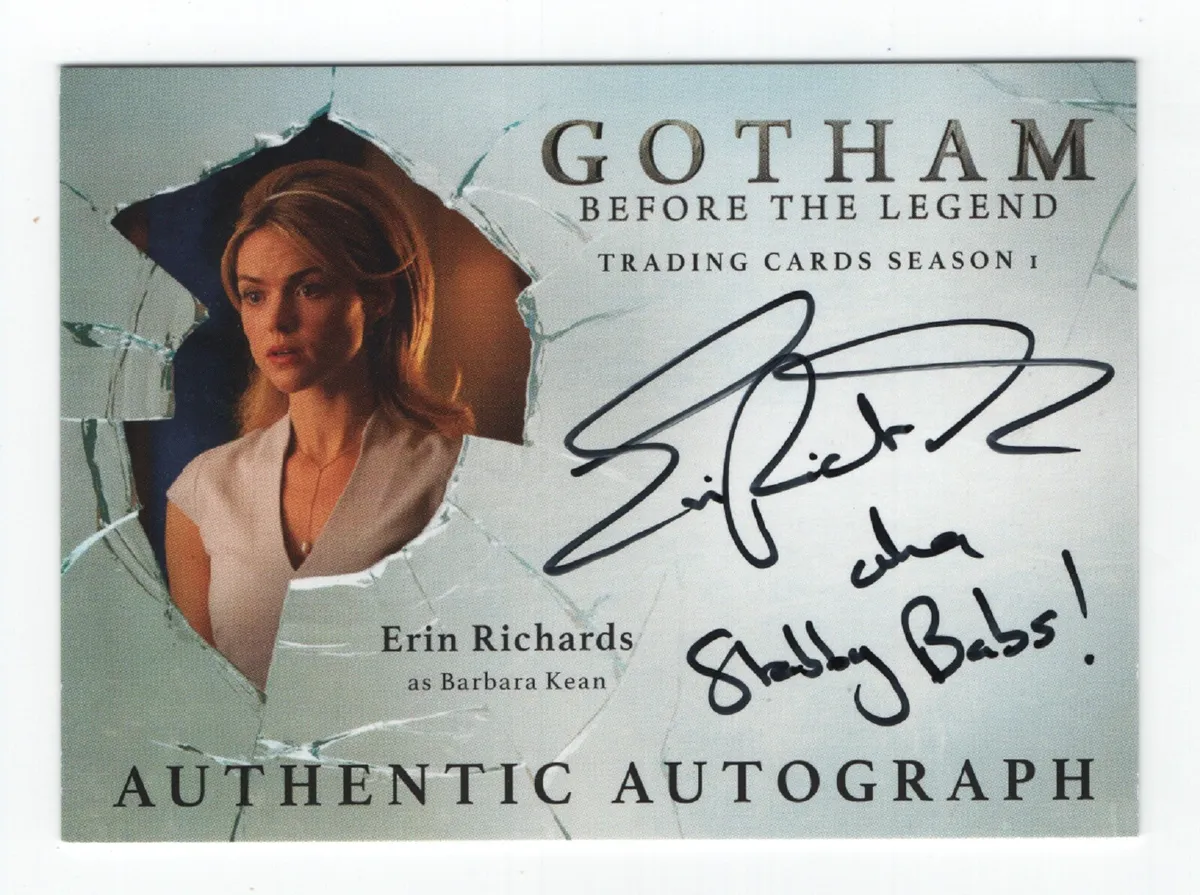 GOTHAM
BEFORE THE LEGEND
TRADING CARDS SEASON 1
Erin Richards
aka
Stabby Babs!
Erin Richards
as Barbara Kean
AUTHENTIC AUTOGRAPH